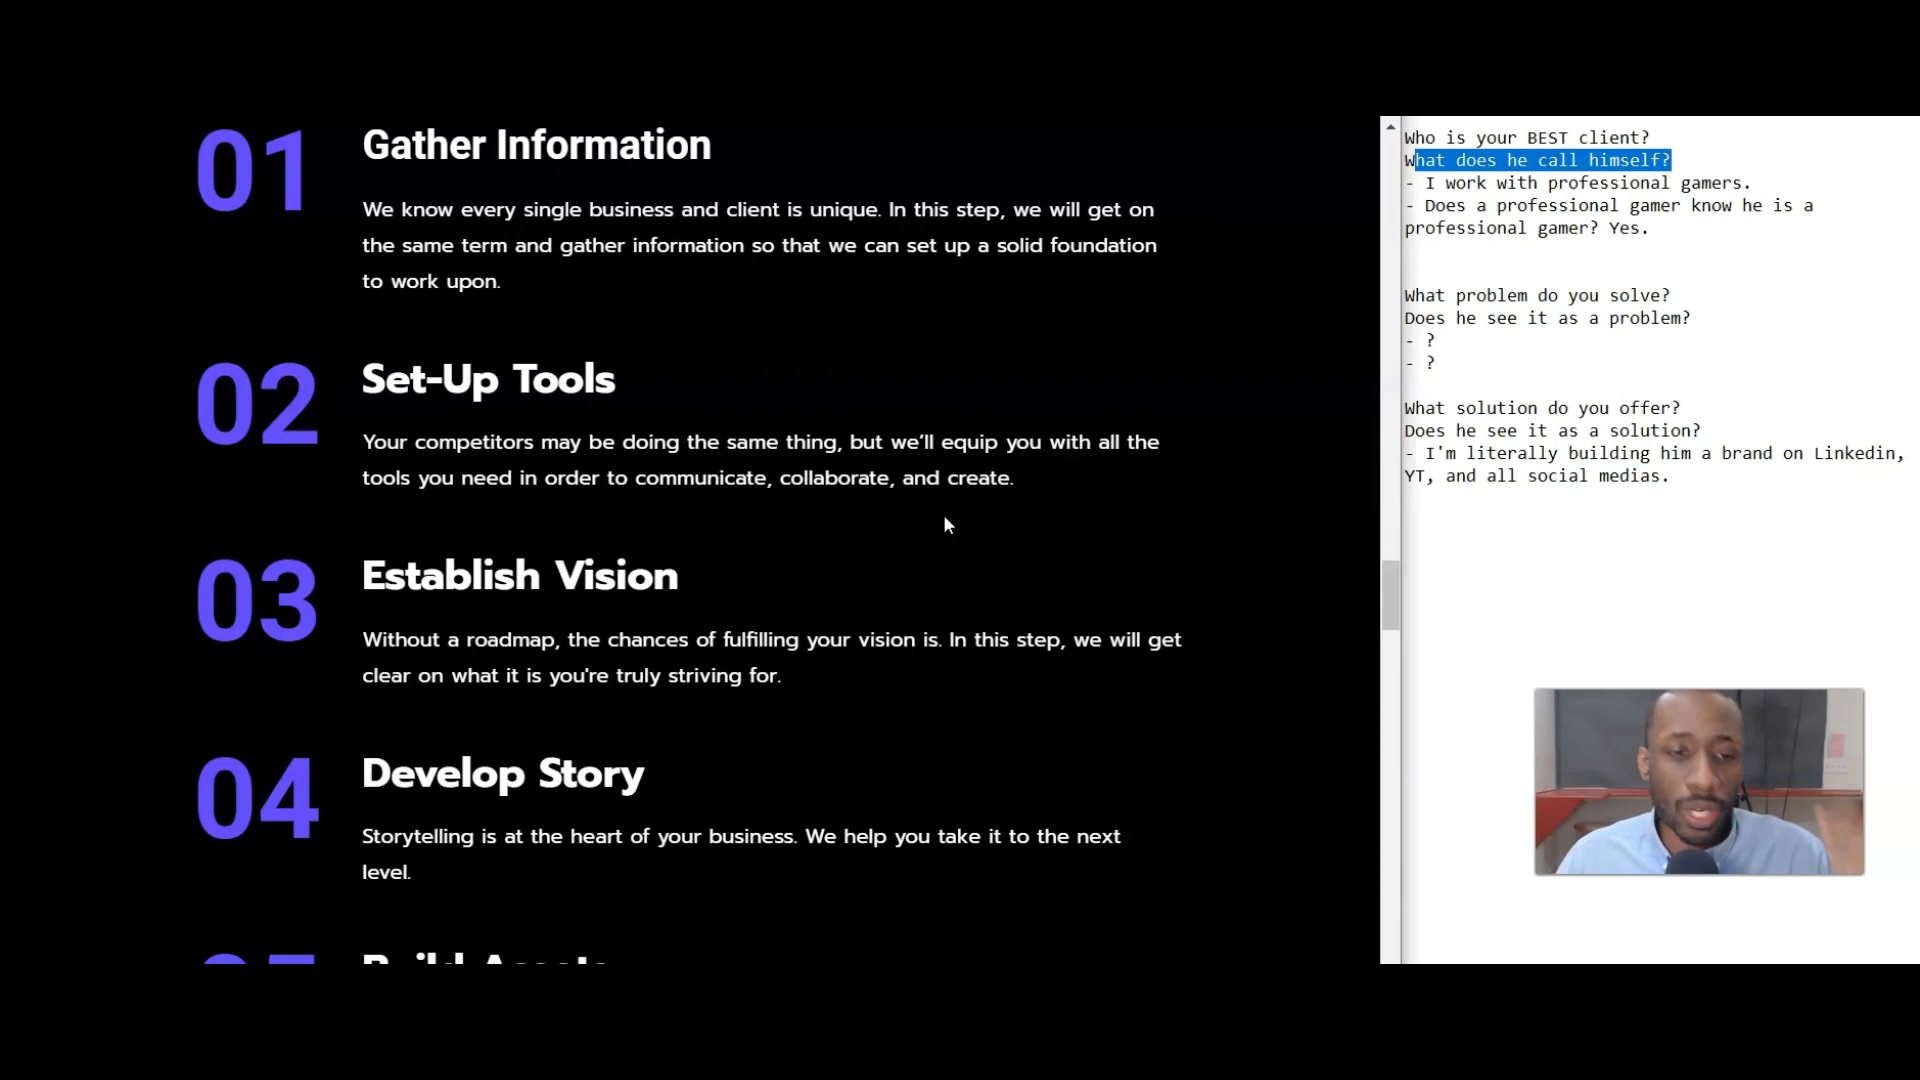 01
Gather Information
We know every single business and client is unique. In this step, we will get on
the same term and gather information so that we can set up a solid foundation
to work upon.
02
Set-Up Tools
Your competitors may be doing the same thing, but we'll equip you with all the
tools you need in order to communicate, collaborate, and create.
03
Establish Vision
Without a roadmap, the chances of fulfilling your vision is. In this step, we will get
clear on what it is you're truly striving for.
04
Develop Story
Storytelling is at the heart of your business. We help you take it to the next
level.
Who is your BEST client?
What does he call himself?
- I work with professional gamers.
- Does a professional gamer know he is a
professional gamer? Yes.
What problem do you solve?
Does he see it as a problem?
- ?
- ?
What solution do you offer?
Does he see it as a solution?
- I'm literally building him a brand on Linkedin,
YT, and all social medias.